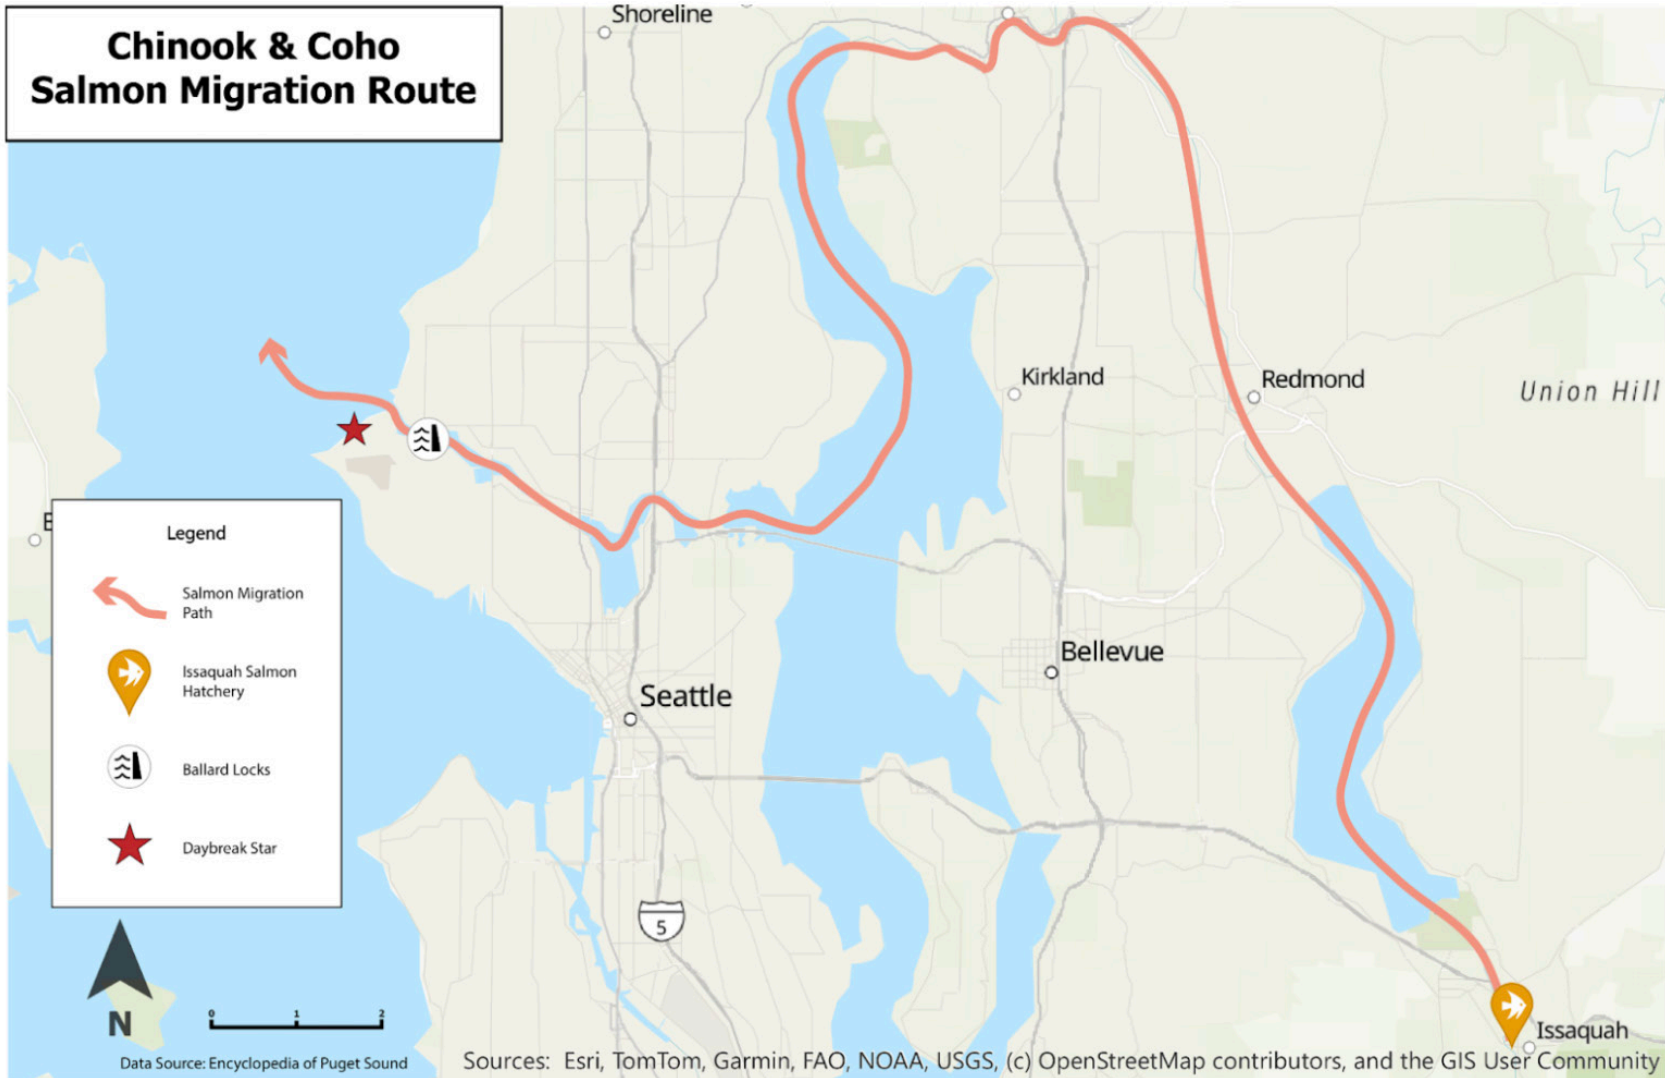 Chinook & Coho
Salmon Migration Route
Shoreline
Kirkland
Redmond
Union Hill
Bellevue
Seattle
5
Issaquah
Legend
Salmon Migration
Path
Issaquah Salmon
Hatchery
Ballard Locks
Daybreak Star
N
0 1 2
Data Source: Encyclopedia of Puget Sound
Sources: Esri, TomTom, Garmin, FAO, NOAA, USGS, (c) OpenStreetMap contributors, and the GIS User Community